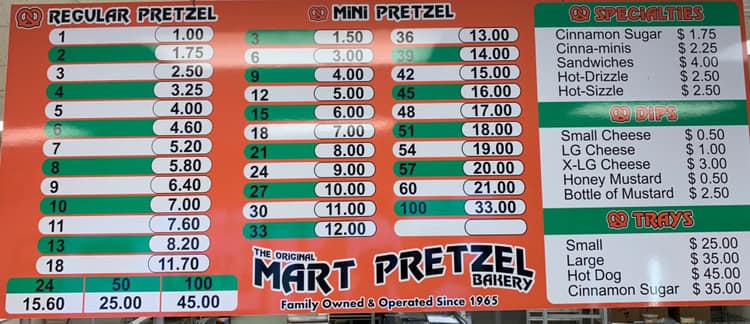 REGULAR PRETZEL
1 1.00
2 1.75
3 2.50
4 3.25
5 4.00
6 4.60
7 5.20
8 5.80
9 6.40
10 7.00
11 7.60
13 8.20
18 11.70
24 50 100
15.60 25.00 45.00
MINI PRETZEL
3 1.50 36 13.00
6 3.00 39 14.00
9 4.00 42 15.00
12 5.00 45 16.00
15 6.00 48 17.00
18 7.00 51 18.00
21 8.00 54 19.00
24 9.00 57 20.00
27 10.00 60 21.00
30 11.00 100 33.00
33 12.00
THE ORIGINAL
MART PRETZEL
BAKERY
Family Owned & Operated Since 1965
SPECIALTIES
Cinnamon Sugar $ 1.75
Cinna-minis $ 2.25
Sandwiches $ 4.00
Hot-Drizzle $ 2.50
Hot-Sizzle $ 2.50
DIPS
Small Cheese $ 0.50
LG Cheese $ 1.00
X-LG Cheese $ 3.00
Honey Mustard $ 0.50
Bottle of Mustard $ 2.50
TRAYS
Small $ 25.00
Large $ 35.00
Hot Dog $ 45.00
Cinnamon Sugar $ 35.00